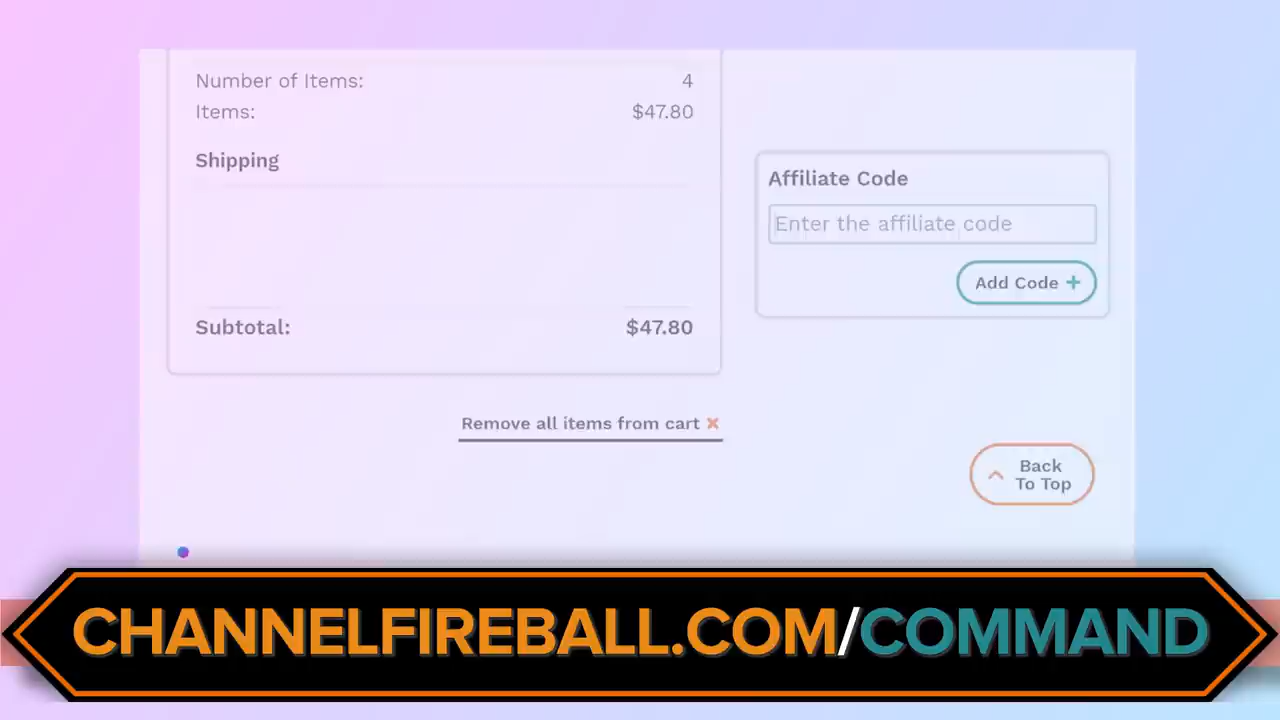 Number of Items: 4
Items: $47.80
Shipping
Subtotal: $47.80
Remove all items from cart
Affiliate Code
Enter the affiliate code
Add Code +
Back
To Top
CHANNELFIREBALL.COM/COMMAND